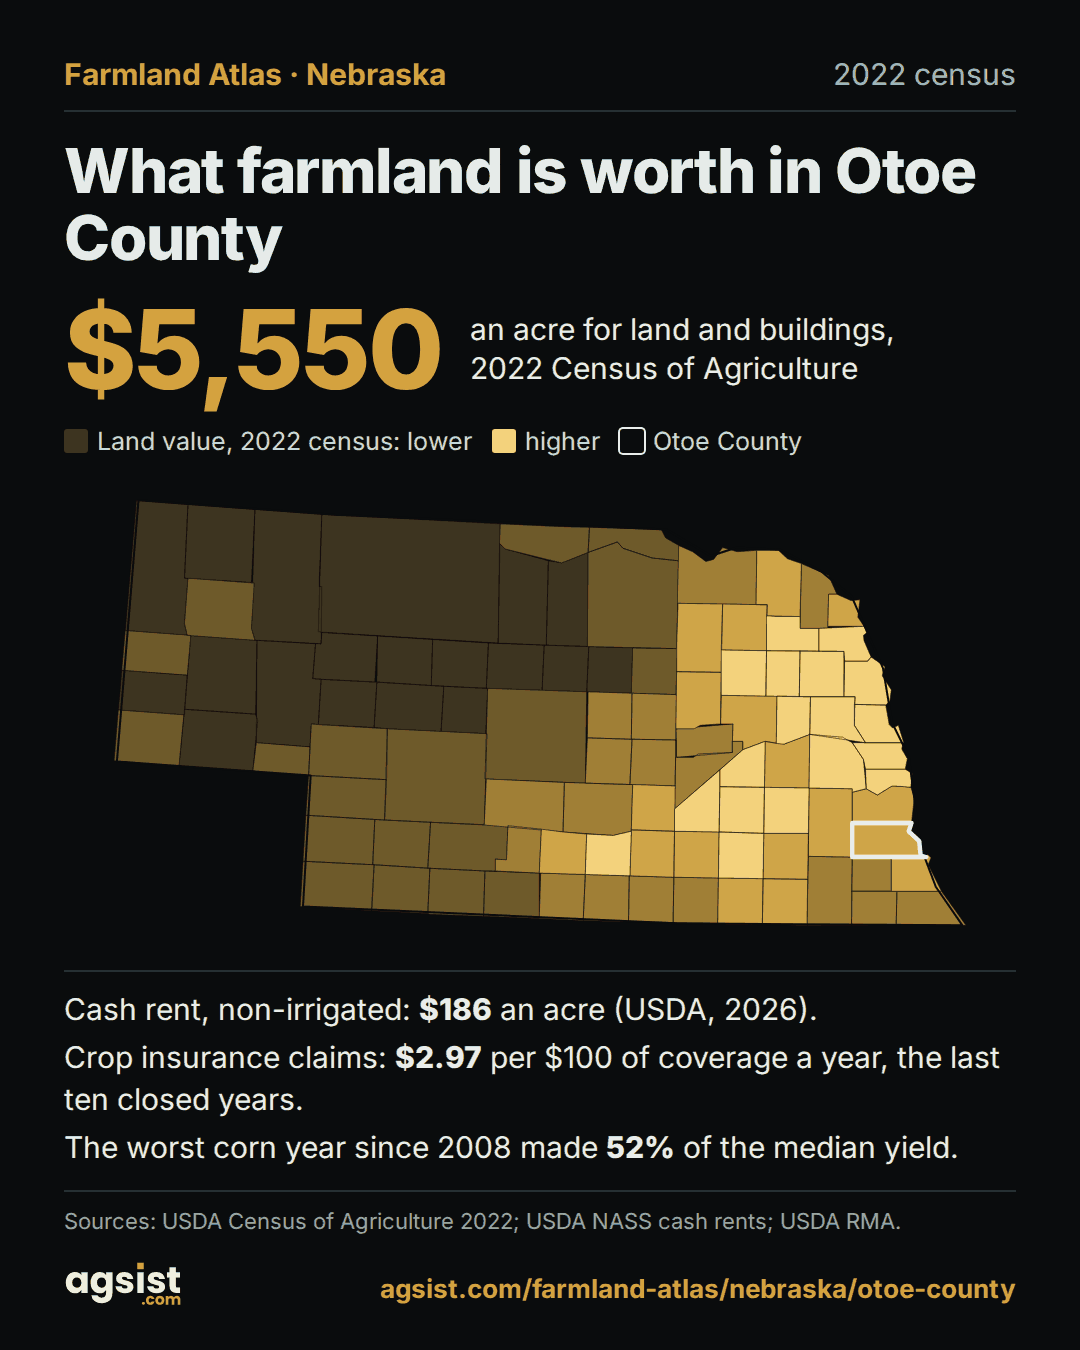 Farmland Atlas · Nebraska
2022 census
What farmland is worth in Otoe
County
$5,550
an acre for land and buildings,
2022 Census of Agriculture
Land value, 2022 census: lower
higher
Otoe County
Cash rent, non-irrigated: $186 an acre (USDA, 2026).
Crop insurance claims: $2.97 per $100 of coverage a year, the last
ten closed years.
The worst corn year since 2008 made 52% of the median yield.
Sources: USDA Census of Agriculture 2022; USDA NASS cash rents; USDA RMA.
agsist
.com
agsist.com/farmland-atlas/nebraska/otoe-county